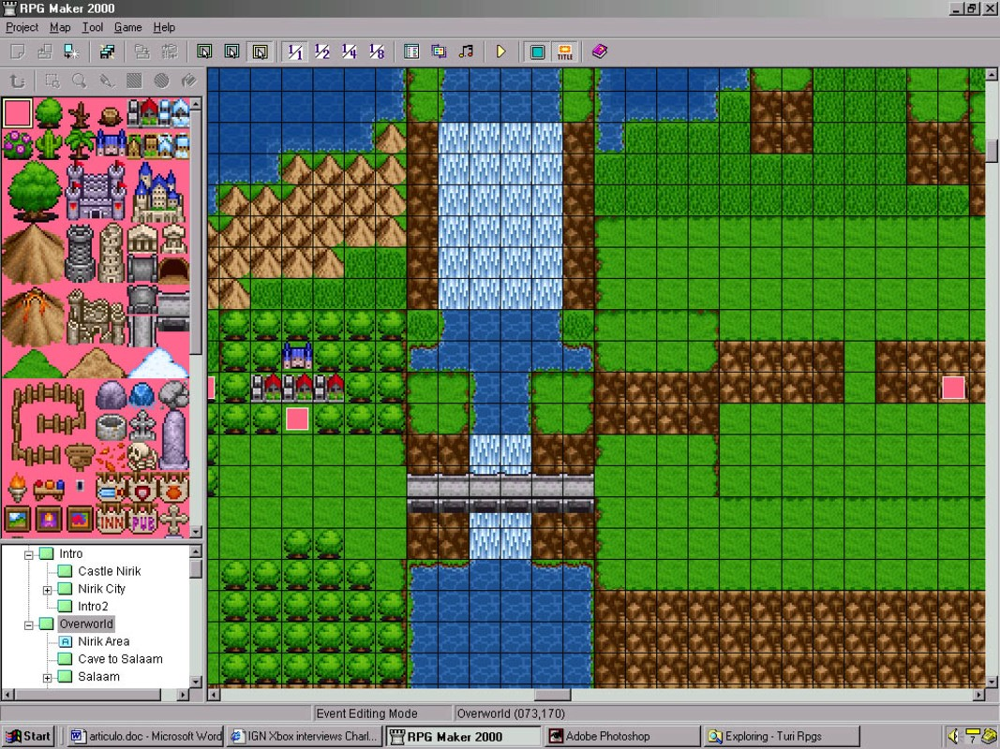 RPG Maker 2000
Project Map Tool Game Help
1/1 1/2 1/4 1/8 TITLE
INN PUB
Intro
Castle Nirik
Nirik City
Intro2
Overworld
A Nirik Area
Cave to Salaam
Salaam
Event Editing Mode Overworld (073,170)
Start articulo.doc - Microsoft Word IGN Xbox interviews Charl... RPG Maker 2000 Adobe Photoshop Exploring - Turi Rpgs 7